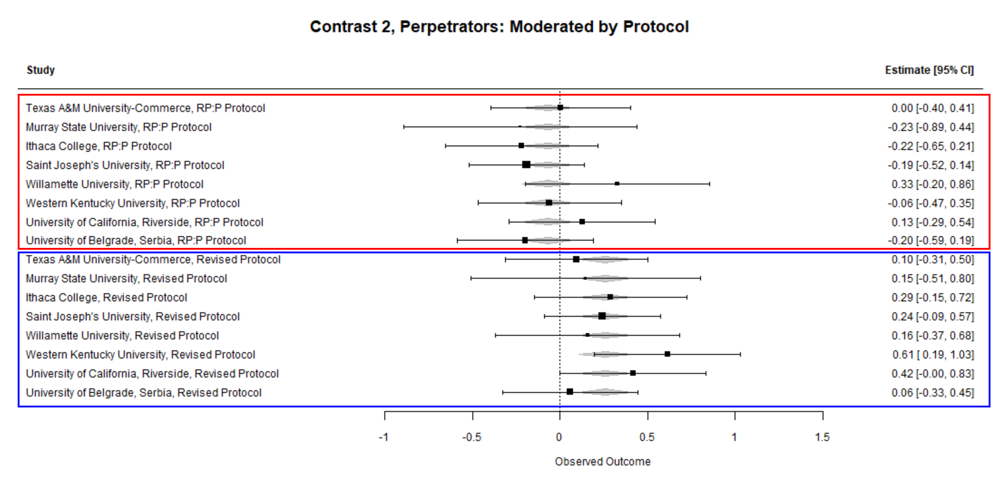 Contrast 2, Perpetrators: Moderated by Protocol
Study Estimate [95% CI]
Texas A&M University-Commerce, RP:P Protocol 0.00 [-0.40, 0.41]
Murray State University, RP:P Protocol -0.23 [-0.89, 0.44]
Ithaca College, RP:P Protocol -0.22 [-0.65, 0.21]
Saint Joseph's University, RP:P Protocol -0.19 [-0.52, 0.14]
Willamette University, RP:P Protocol 0.33 [-0.20, 0.86]
Western Kentucky University, RP:P Protocol -0.06 [-0.47, 0.35]
University of California, Riverside, RP:P Protocol 0.13 [-0.29, 0.54]
University of Belgrade, Serbia, RP:P Protocol -0.20 [-0.59, 0.19]
Texas A&M University-Commerce, Revised Protocol 0.10 [-0.31, 0.50]
Murray State University, Revised Protocol 0.15 [-0.51, 0.80]
Ithaca College, Revised Protocol 0.29 [-0.15, 0.72]
Saint Joseph's University, Revised Protocol 0.24 [-0.09, 0.57]
Willamette University, Revised Protocol 0.16 [-0.37, 0.68]
Western Kentucky University, Revised Protocol 0.61 [ 0.19, 1.03]
University of California, Riverside, Revised Protocol 0.42 [-0.00, 0.83]
University of Belgrade, Serbia, Revised Protocol 0.06 [-0.33, 0.45]
-1 -0.5 0 0.5 1 1.5
Observed Outcome